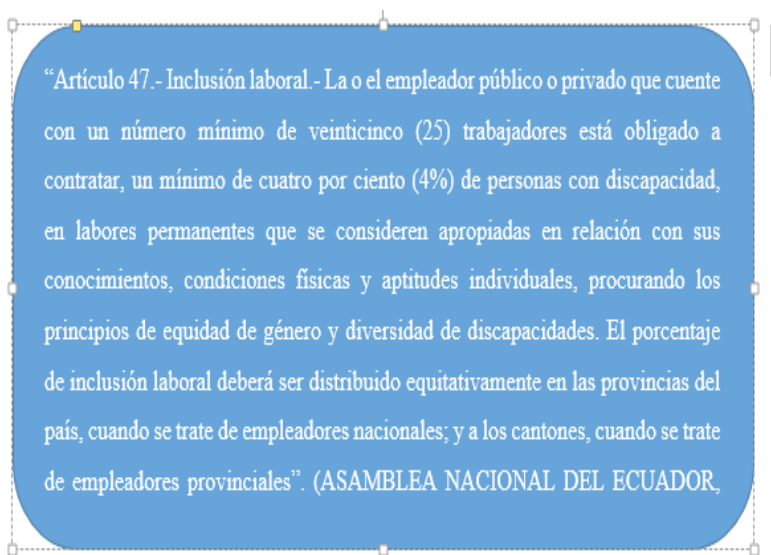 “Artículo 47.- Inclusión laboral.- La o el empleador público o privado que cuente
con un número mínimo de veinticinco (25) trabajadores está obligado a
contratar, un mínimo de cuatro por ciento (4%) de personas con discapacidad,
en labores permanentes que se consideren apropiadas en relación con sus
conocimientos, condiciones físicas y aptitudes individuales, procurando los
principios de equidad de género y diversidad de discapacidades. El porcentaje
de inclusión laboral deberá ser distribuido equitativamente en las provincias del
país, cuando se trate de empleadores nacionales; y a los cantones, cuando se trate
de empleadores provinciales”. (ASAMBLEA NACIONAL DEL ECUADOR,